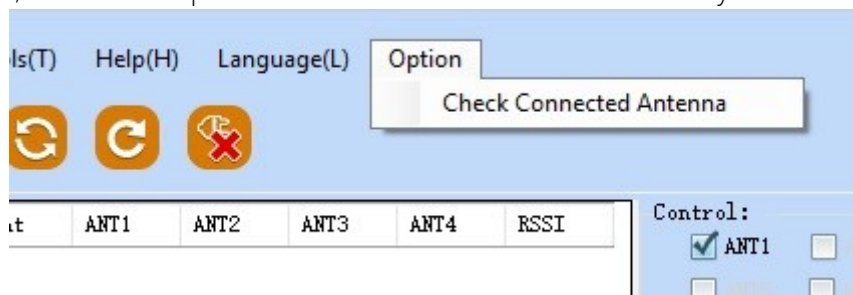 ls(T) Help(H) Language(L) Option
Check Connected Antenna
ANT1 ANT2 ANT3 ANT4 RSSI
Control:
ANT1